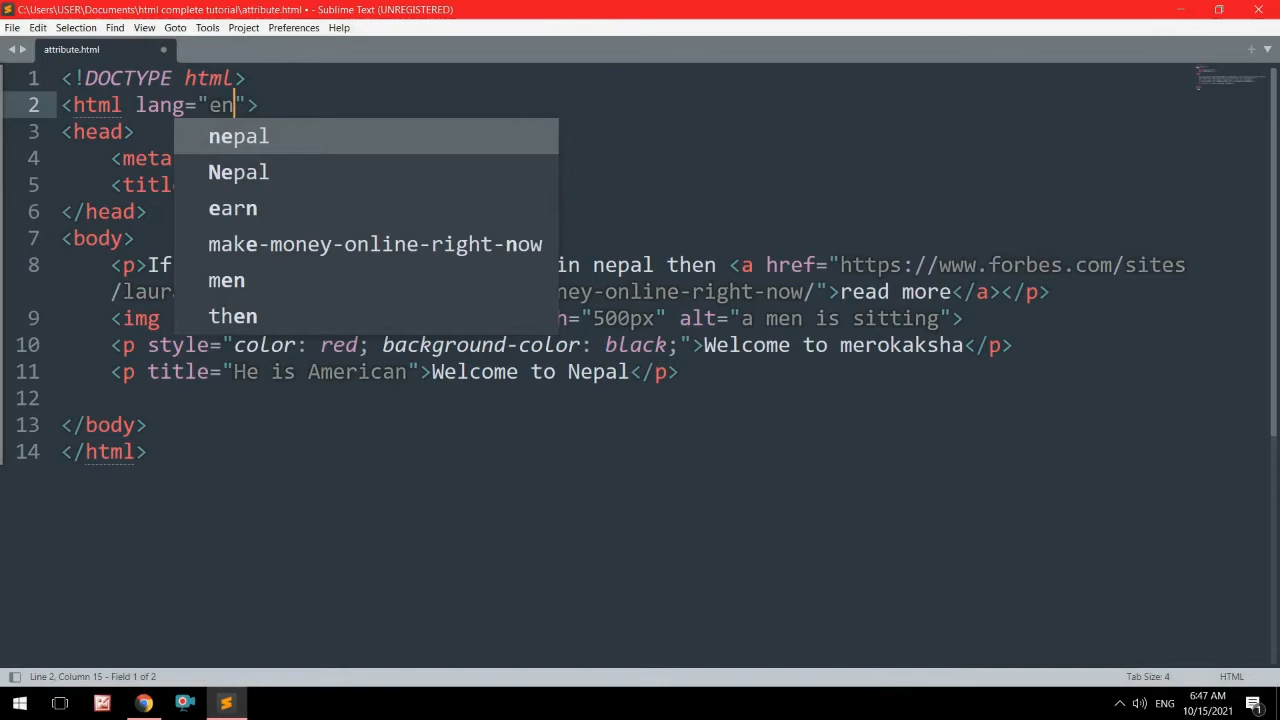 C:\Users\USER\Documents\html complete tutorial\attribute.html • - Sublime Text (UNREGISTERED)
File Edit Selection Find View Goto Tools Project Preferences Help
attribute.html
1 <!DOCTYPE html>
2 <html lang="en">
3 <head>
4 <meta
5 <titl
6 </head>
7 <body>
nepal
Nepal
earn
make-money-online-right-now
men
then
8 <p>If in nepal then <a href="https://www.forbes.com/sites
/laur ney-online-right-now/">read more</a></p>
9 <img h="500px" alt="a men is sitting">
10 <p style="color: red; background-color: black;">Welcome to merokaksha</p>
11 <p title="He is American">Welcome to Nepal</p>
12
13 </body>
14 </html>
Line 2, Column 15 - Field 1 of 2
Tab Size: 4 HTML
ENG
6:47 AM
10/15/2021
1